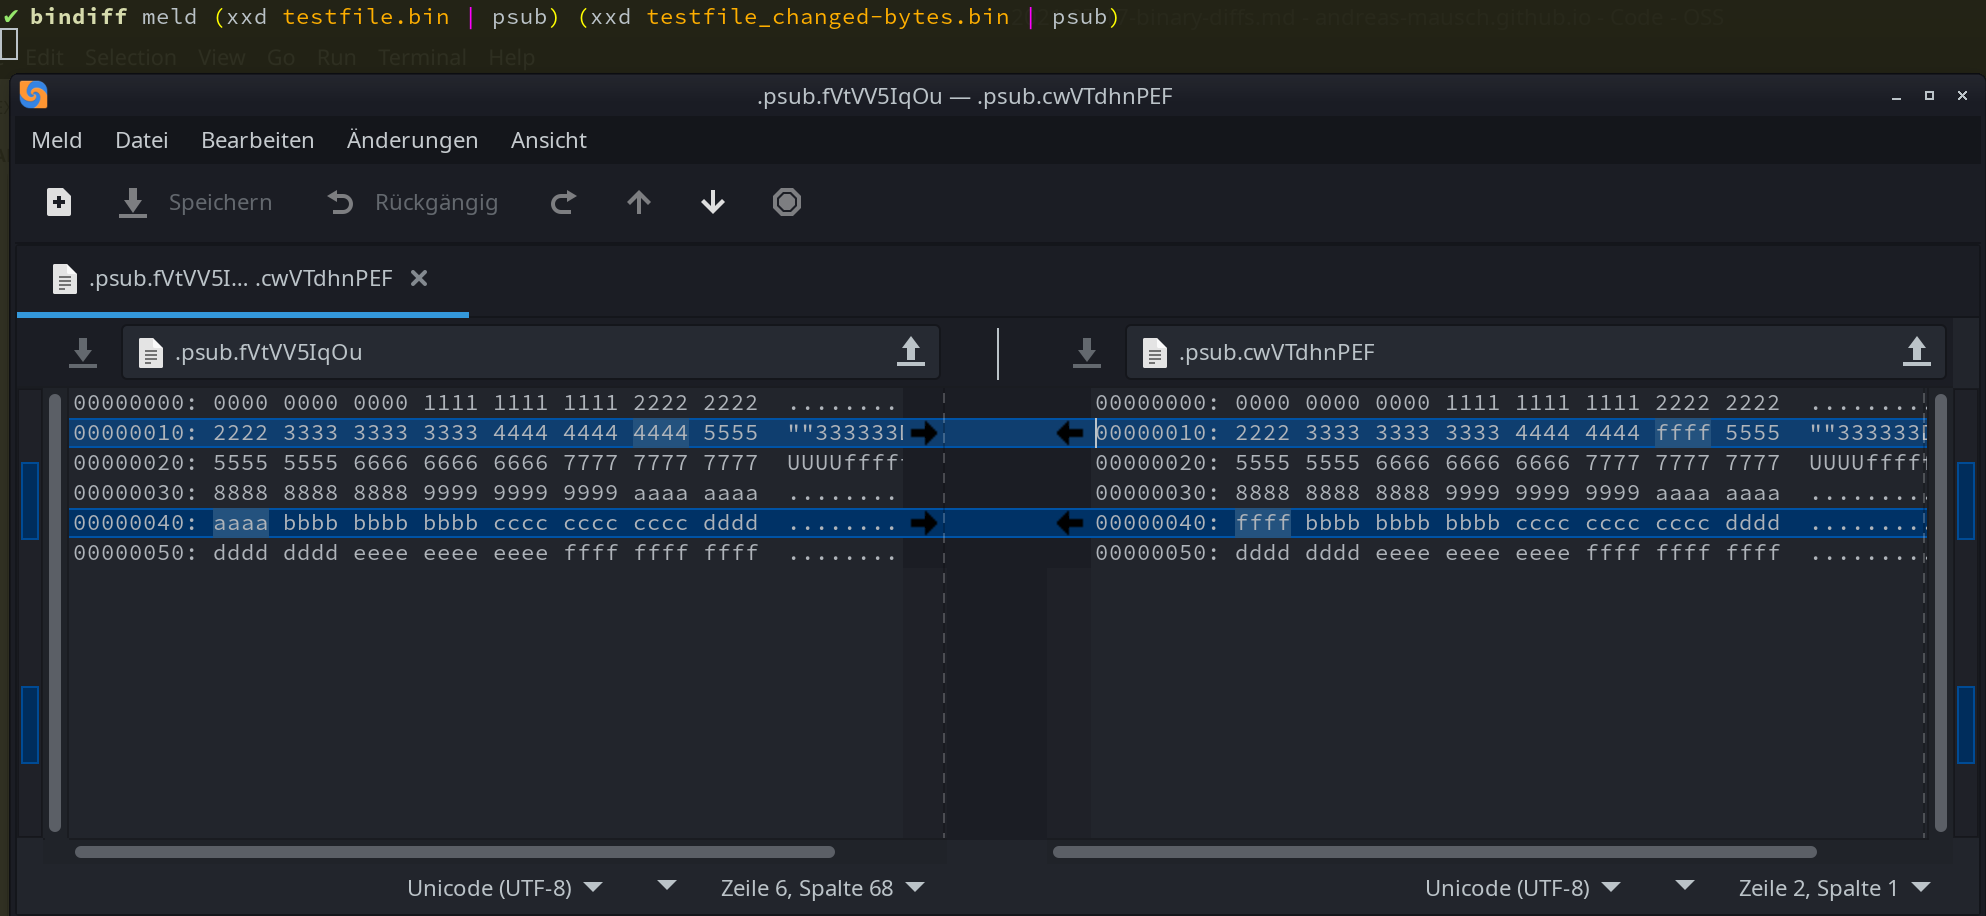 ✔ bindiff meld (xxd testfile.bin | psub) (xxd testfile_changed-bytes.bin | psub)
Edit Selection View Go Run Terminal Help
.psub.fVtVV5IqOu — .psub.cwVTdhnPEF
Meld Datei Bearbeiten Änderungen Ansicht
Speichern Rückgängig
.psub.fVtVV5I… .cwVTdhnPEF
.psub.fVtVV5IqOu
.psub.cwVTdhnPEF
00000000: 0000 0000 0000 1111 1111 1111 2222 2222  ........
00000010: 2222 3333 3333 3333 4444 4444 4444 5555  ""333333
00000020: 5555 5555 6666 6666 6666 7777 7777 7777  UUUUffff
00000030: 8888 8888 8888 9999 9999 9999 aaaa aaaa  ........
00000040: aaaa bbbb bbbb bbbb cccc cccc cccc dddd  ........
00000050: dddd dddd eeee eeee eeee ffff ffff ffff  ........
00000000: 0000 0000 0000 1111 1111 1111 2222 2222  ........
00000010: 2222 3333 3333 3333 4444 4444 ffff 5555  ""333333
00000020: 5555 5555 6666 6666 6666 7777 7777 7777  UUUUffff
00000030: 8888 8888 8888 9999 9999 9999 aaaa aaaa  ........
00000040: ffff bbbb bbbb bbbb cccc cccc cccc dddd  ........
00000050: dddd dddd eeee eeee eeee ffff ffff ffff  ........
Unicode (UTF-8) Zeile 6, Spalte 68
Unicode (UTF-8) Zeile 2, Spalte 1